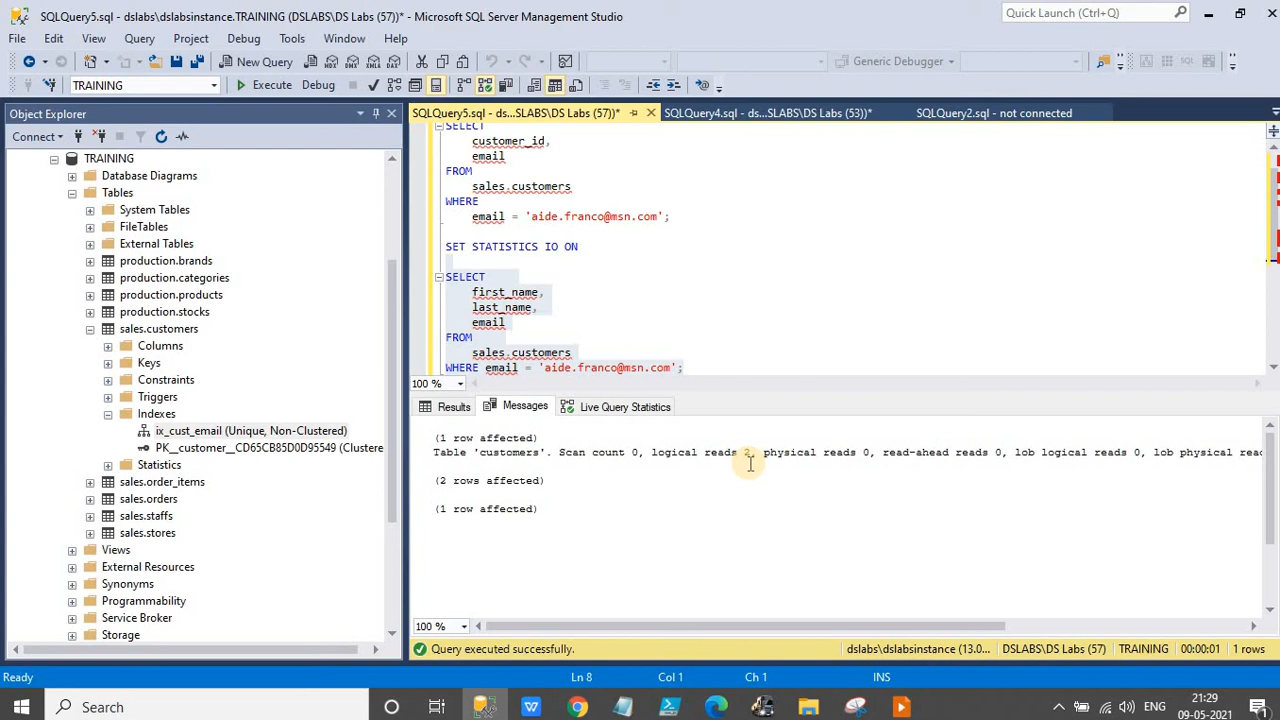 SQLQuery5.sql - dslabs\dslabsinstance.TRAINING (DSLABS\DS Labs (57))* - Microsoft SQL Server Management Studio
Quick Launch (Ctrl+Q)
File Edit View Query Project Debug Tools Window Help
New Query
MDX DMX XMLA DAX
Generic Debugger
TRAINING
Execute Debug
Object Explorer
SQLQuery5.sql - ds...SLABS\DS Labs (57))*
SQLQuery4.sql - ds...SLABS\DS Labs (53))*
SQLQuery2.sql - not connected
Connect
TRAINING
Database Diagrams
Tables
System Tables
FileTables
External Tables
production.brands
production.categories
production.products
production.stocks
sales.customers
Columns
Keys
Constraints
Triggers
Indexes
ix_cust_email (Unique, Non-Clustered)
PK__customer__CD65CB85D0D95549 (Clustere
Statistics
sales.order_items
sales.orders
sales.staffs
sales.stores
Views
External Resources
Synonyms
Programmability
Service Broker
Storage
SELECT
customer_id,
email
FROM
sales.customers
WHERE
email = 'aide.franco@msn.com';
SET STATISTICS IO ON
SELECT
first_name,
last_name,
email
FROM
sales.customers
WHERE email = 'aide.franco@msn.com';
100 %
Results Messages Live Query Statistics
(1 row affected)
Table 'customers'. Scan count 0, logical reads 2, physical reads 0, read-ahead reads 0, lob logical reads 0, lob physical read
(2 rows affected)
(1 row affected)
100 %
Query executed successfully.
dslabs\dslabsinstance (13.0... DSLABS\DS Labs (57) TRAINING 00:00:01 1 rows
Ready
Ln 8 Col 1 Ch 1 INS
Search
ENG
21:29
09-05-2021